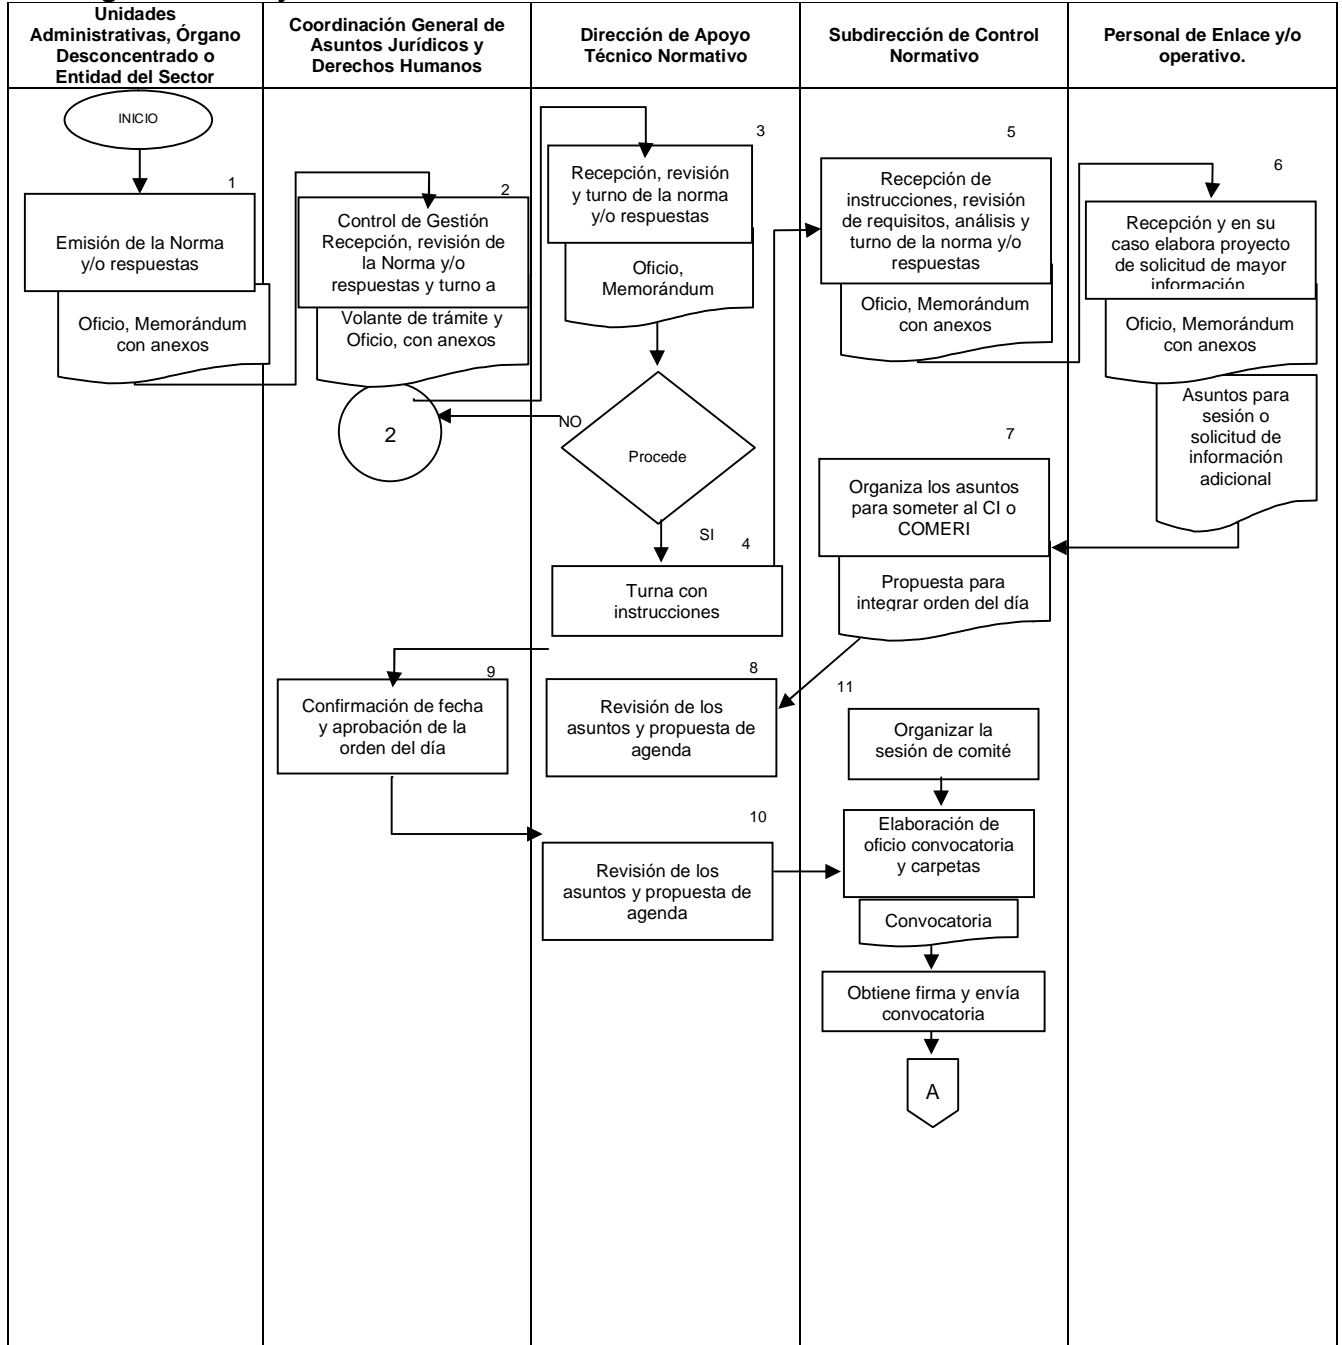 Unidades
Administrativas, Órgano
Desconcentrado o
Entidad del Sector
Coordinación General de
Asuntos Jurídicos y
Derechos Humanos
Dirección de Apoyo
Técnico Normativo
Subdirección de Control
Normativo
Personal de Enlace y/o
operativo.
INICIO
1
Emisión de la Norma
y/o respuestas
Oficio, Memorándum
con anexos
2
Control de Gestión
Recepción, revisión de
la Norma y/o
respuestas y turno a
Volante de trámite y
Oficio, con anexos
2
3
Recepción, revisión
y turno de la norma
y/o respuestas
Oficio,
Memorándum
NO
Procede
SI
4
Turna con
instrucciones
5
Recepción de
instrucciones, revisión
de requisitos, análisis y
turno de la norma y/o
respuestas
Oficio, Memorándum
con anexos
6
Recepción y en su
caso elabora proyecto
de solicitud de mayor
información
Oficio, Memorándum
con anexos
Asuntos para
sesión o
solicitud de
información
adicional
7
Organiza los asuntos
para someter al CI o
COMERI
Propuesta para
integrar orden del día
8
Revisión de los
asuntos y propuesta de
agenda
9
Confirmación de fecha
y aprobación de la
orden del día
10
Revisión de los
asuntos y propuesta de
agenda
11
Organizar la
sesión de comité
Elaboración de
oficio convocatoria
y carpetas
Convocatoria
Obtiene firma y envía
convocatoria
A